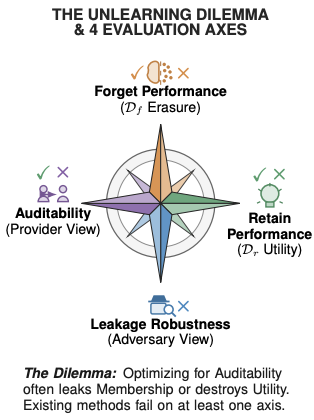 THE UNLEARNING DILEMMA
& 4 EVALUATION AXES
✓ ✕
Forget Performance
(𝒟f Erasure)
✓ ✕
Auditability
(Provider View)
✓ ✕
Retain
Performance
(𝒟r Utility)
✕
Leakage Robustness
(Adversary View)
The Dilemma: Optimizing for Auditability
often leaks Membership or destroys Utility.
Existing methods fail on at least one axis.